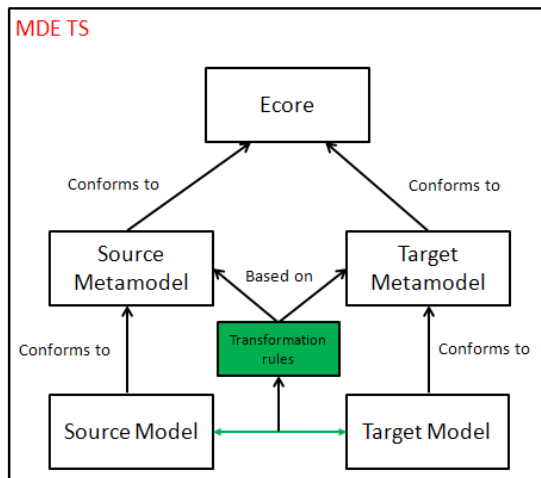 MDE TS
Ecore
Conforms to
Conforms to
Source
Metamodel
Based on
Target
Metamodel
Transformation
rules
Conforms to
Conforms to
Source Model
Target Model